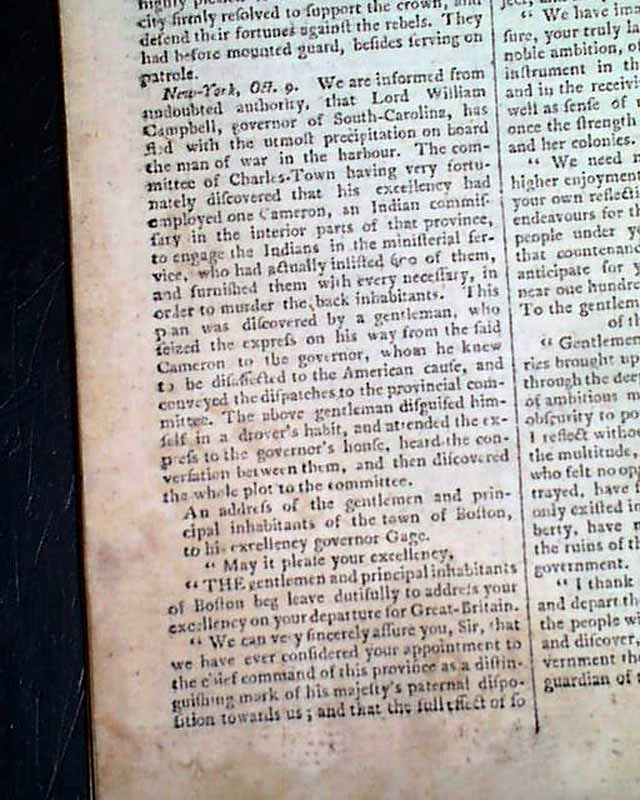 highly pleased
city firmly resolved to support the crown, and
defend their fortunes against the rebels. They
had before mounted guard, besides serving on
patrole.
New-York, Oct. 9. We are informed from
undoubted authority, that Lord William
Campbell, governor of South-Carolina, has
fled with the utmost precipitation on board
the man of war in the harbour. The com-
mittee of Charles-Town having very fortu-
nately discovered that his excellency had
employed one Cameron, an Indian commis-
sary in the interior parts of that province,
to engage the Indians in the ministerial ser-
vice, who had actually inlisted 600 of them,
and furnished them with every necessary, in
order to murder the back inhabitants. This
plan was discovered by a gentleman, who
seized the express on his way from the said
Cameron to the governor, whom he knew
to be disaffected to the American cause, and
conveyed the dispatches to the provincial com-
mittee. The above gentleman disguised him-
self in a drover's habit, and attended the ex-
press to the governor's house, heard the con-
versation between them, and then discovered
the whole plot to the committee.
An address of the gentlemen and prin-
cipal inhabitants of the town of Boston,
to his excellency governor Gage.
“ May it please your excellency,
“ THE gentlemen and principal inhabitants
of Boston beg leave dutifully to address your
excellency on your departure for Great-Britain.
“ We can very sincerely assure you, Sir, that
we have ever considered your appointment to
the chief command of this province as a distin-
guishing mark of his majesty's paternal dispo-
sition towards us ; and that the full effect of so
“ We have
sure, your truly
noble ambition,
instrument in
and in the
well as sense of
once the strength
and her colonies.
“ We need
higher enjoyment
your own
endeavours for
people under
that
anticipate for
near one
To the
of
“ Gentlemen
ries brought up
through the
of ambitious
obscurity to
I reflect
the multitude,
who felt no
trayed, have
only existed
berty, have
the ruins of
government.
“ I thank
and depart
the people
and discover,
vernment
guardian of